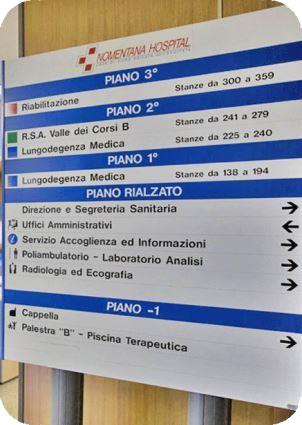 NOMENTANA HOSPITAL
PIANO 3°
Riabilitazione Stanze da 300 a 359
PIANO 2°
R.S.A. Valle dei Corsi B Stanze da 241 a 279
Lungodegenza Medica Stanze da 225 a 240
PIANO 1°
Lungodegenza Medica Stanze da 138 a 194
PIANO RIALZATO
Direzione e Segreteria Sanitaria
Uffici Amministrativi
Servizio Accoglienza ed Informazioni
Poliambulatorio - Laboratorio Analisi
Radiologia ed Ecografia
PIANO -1
Cappella
Palestra "B" - Piscina Terapeutica